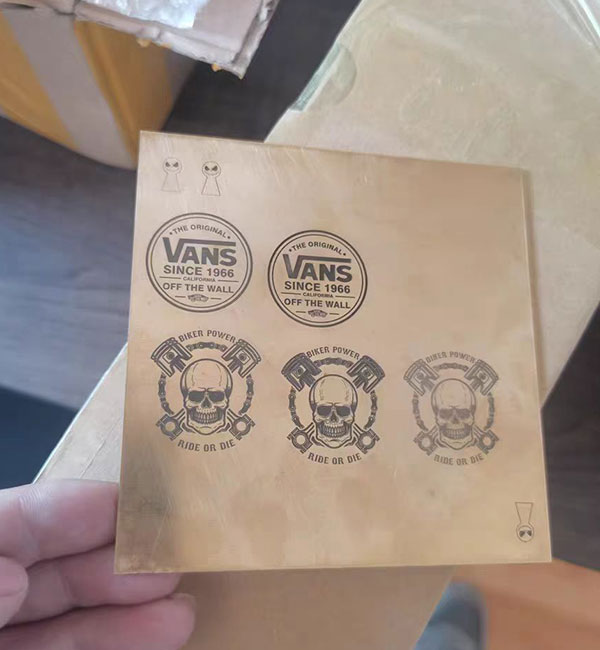 THE ORIGINAL
VANS
SINCE 1966
CALIFORNIA
OFF THE WALL
THE ORIGINAL
VANS
SINCE 1966
CALIFORNIA
OFF THE WALL
BIKER POWER
RIDE OR DIE
BIKER POWER
RIDE OR DIE
BIKER POWER
RIDE OR DIE